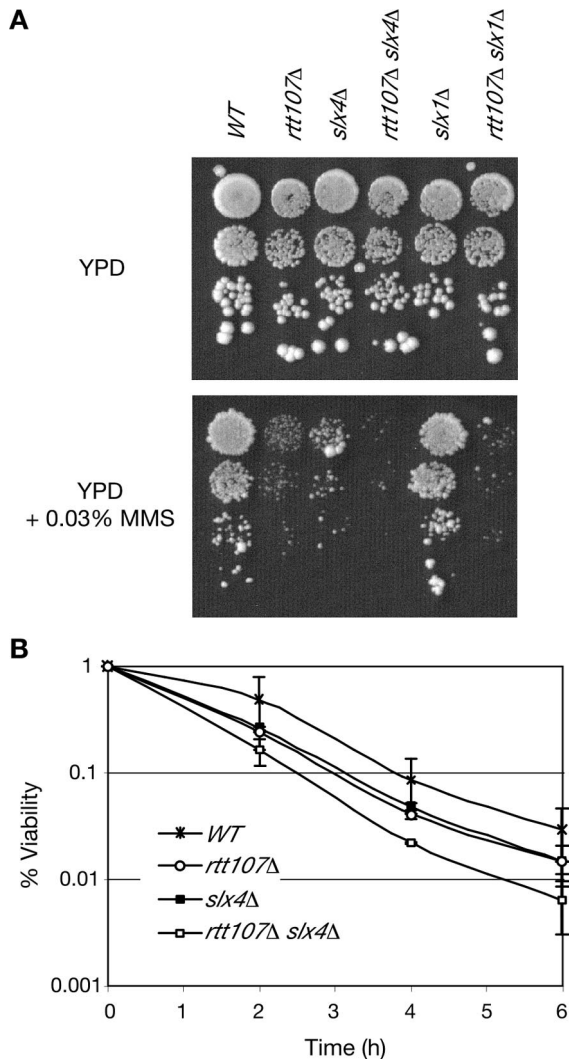 A
WT
rtt107Δ
slx4Δ
rtt107Δ slx4Δ
slx1Δ
rtt107Δ slx1Δ
YPD
YPD
+ 0.03% MMS
B
% Viability
1
0.1
0.01
0.001
WT
rtt107Δ
slx4Δ
rtt107Δ slx4Δ
0
1
2
3
4
5
6
Time (h)